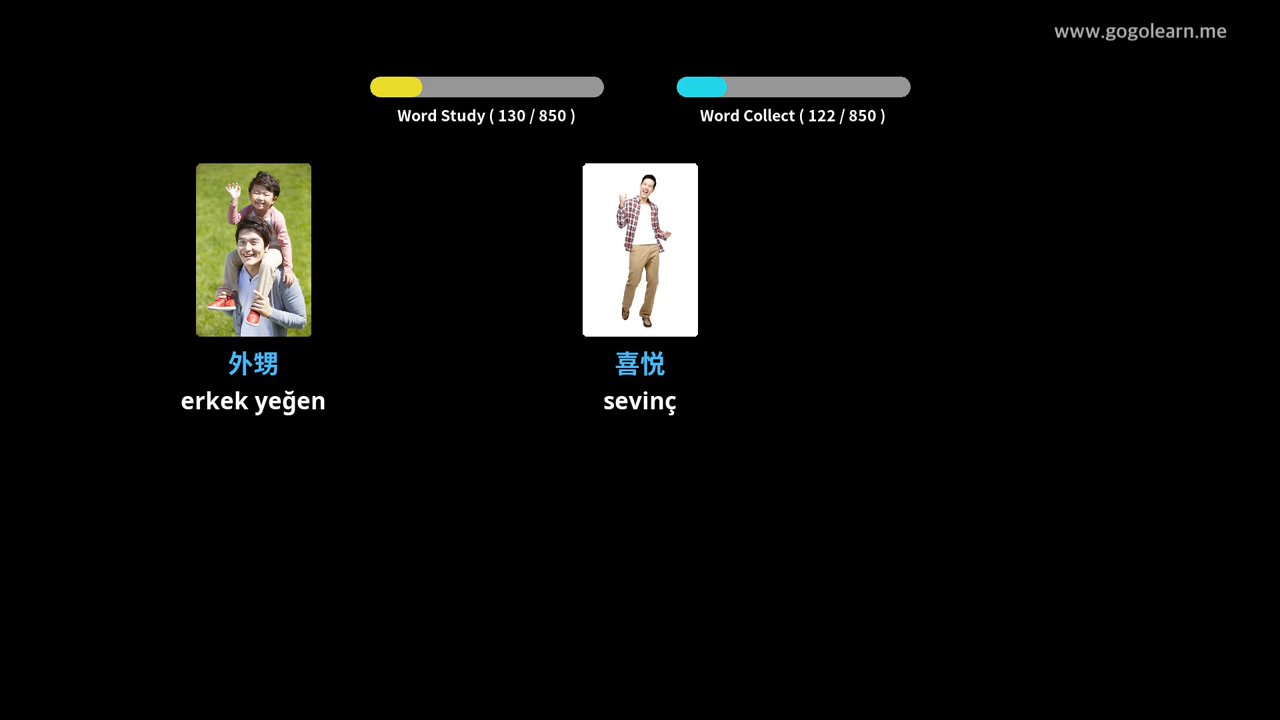 www.gogolearn.me
Word Study ( 130 / 850 )
Word Collect ( 122 / 850 )
外甥
erkek yeğen
喜悦
sevinç